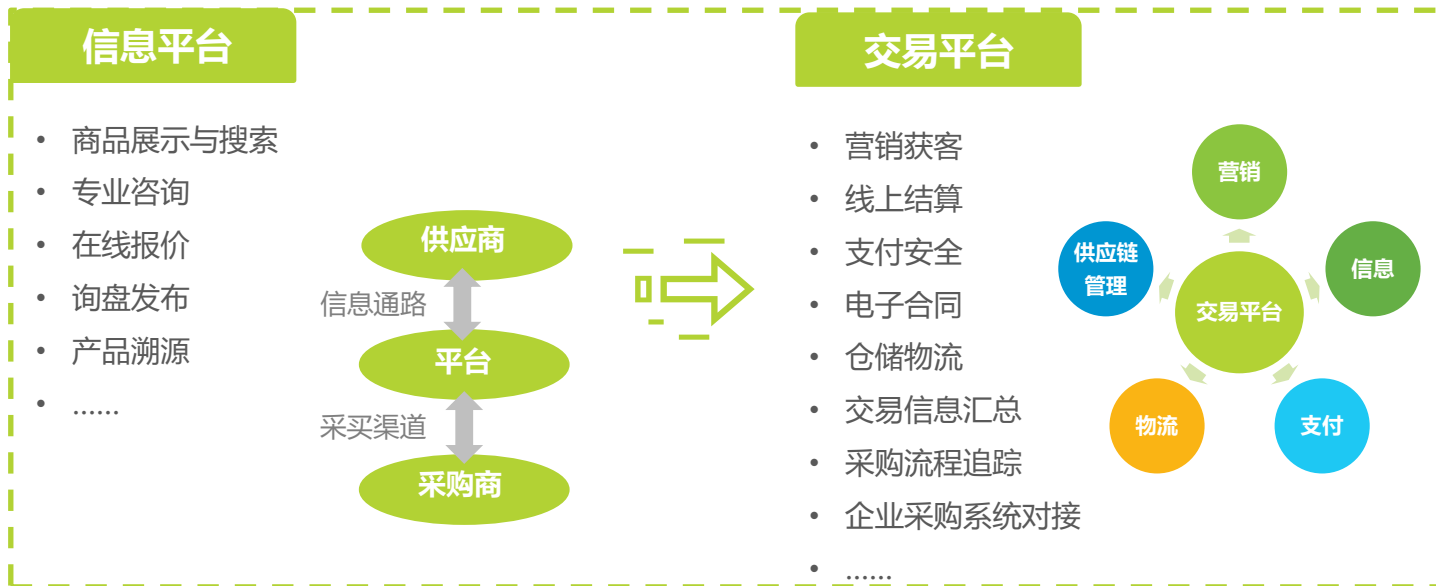 信息平台
• 商品展示与搜索
• 专业咨询
• 在线报价
• 询盘发布
• 产品溯源
• ......
供应商
信息通路
平台
采买渠道
采购商
交易平台
• 营销获客
• 线上结算
• 支付安全
• 电子合同
• 仓储物流
• 交易信息汇总
• 采购流程追踪
• 企业采购系统对接
• ......
营销
供应链
管理
信息
交易平台
物流
支付